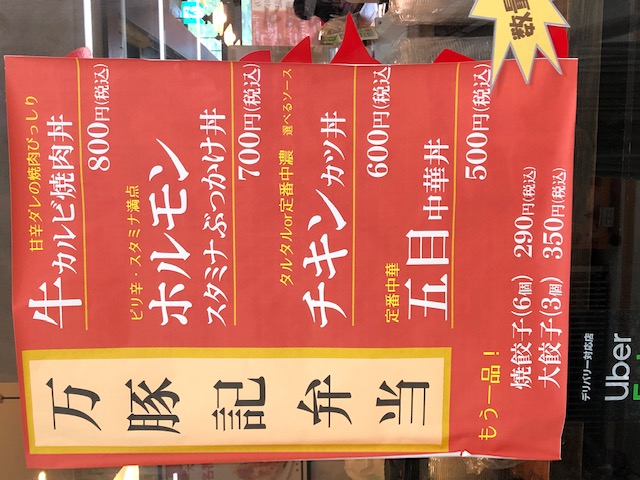 万豚記弁当
甘辛ダレの焼肉びっしり
牛カルビ焼肉丼
800円(税込)
ピリ辛・スタミナ満点
ホルモン
スタミナぶっかけ丼
700円(税込)
タルタルor定番中濃 選べるソース
チキンカツ丼
600円(税込)
定番中華
五目中華丼
500円(税込)
もう一品!
焼餃子(6個) 290円(税込)
大餃子(3個) 350円(税込)
数量
デリバリー対応店
Uber